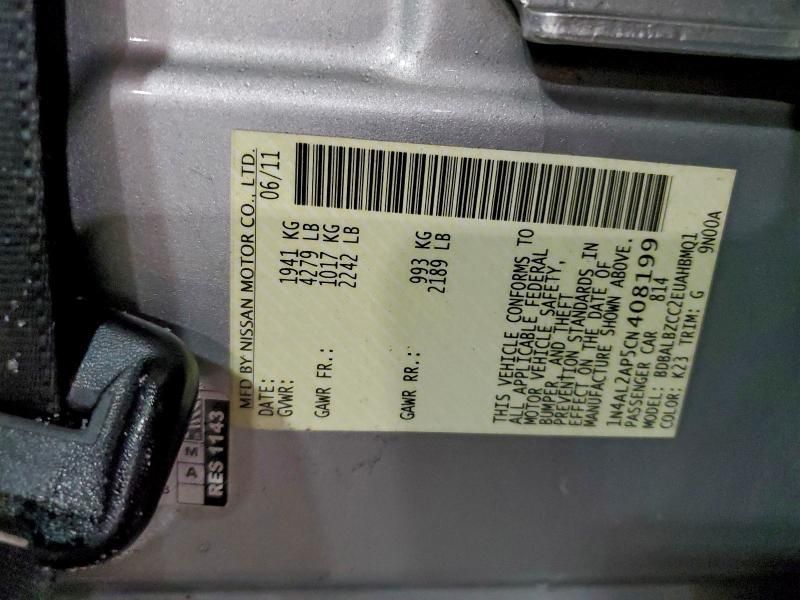 MFD BY NISSAN MOTOR CO., LTD.
DATE: 06/11
GVWR: 1941 KG
4279 LB
GAWR FR.: 1017 KG
2242 LB
GAWR RR.: 993 KG
2189 LB
THIS VEHICLE CONFORMS TO
ALL APPLICABLE FEDERAL
MOTOR VEHICLE SAFETY,
BUMPER, AND THEFT
PREVENTION STANDARDS IN
EFFECT ON THE DATE OF
MANUFACTURE SHOWN ABOVE.
1N4AL2AP5CN408199
PASSENGER CAR 814
MODEL: BDBALBZCC2EUAHBMQ1
COLOR: K23 TRIM: G 9N00A
M
A
RES 1143